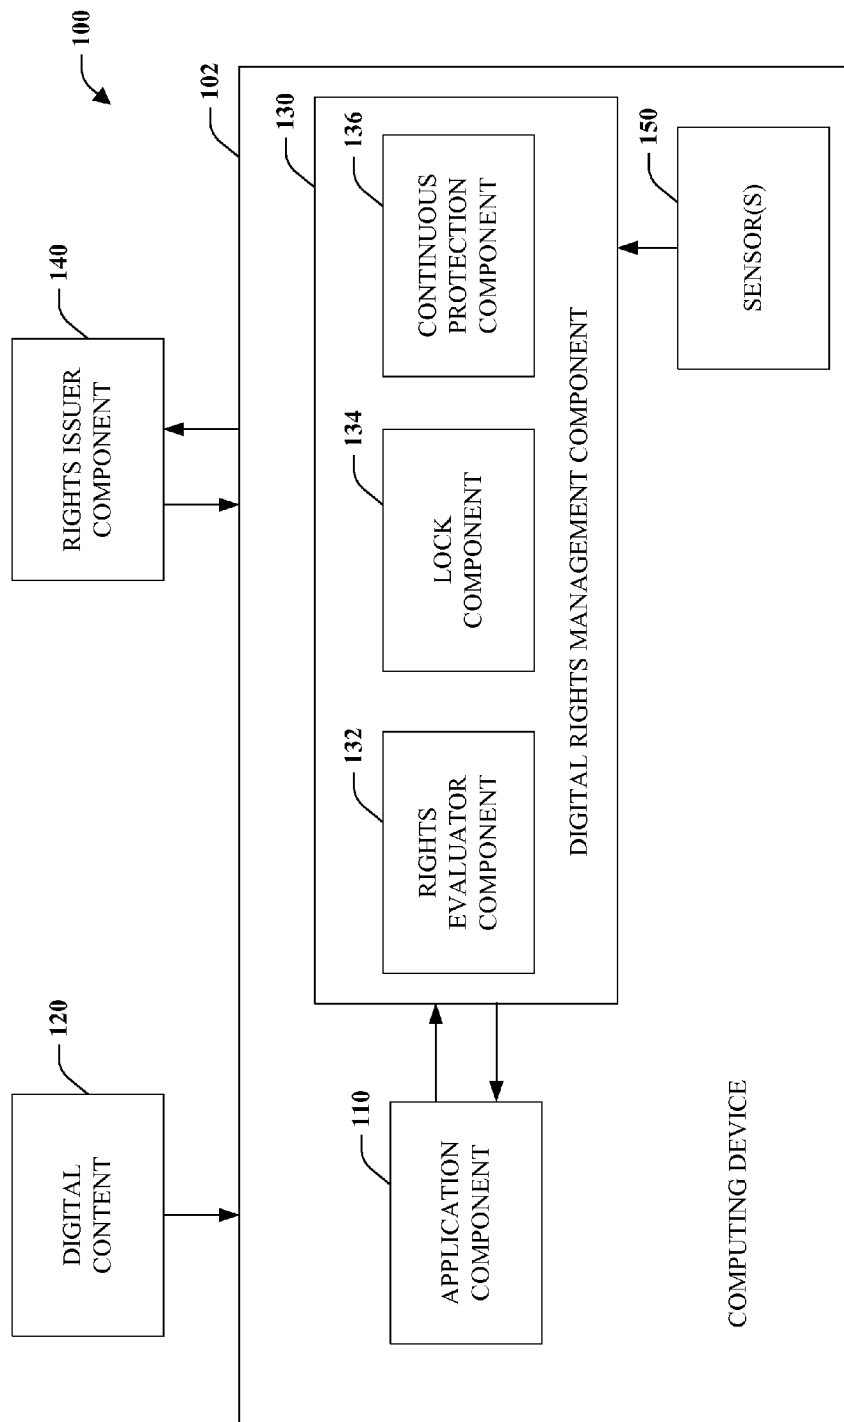 100
102
DIGITAL
CONTENT
120
RIGHTS ISSUER
COMPONENT
140
130
RIGHTS
EVALUATOR
COMPONENT
132
LOCK
COMPONENT
134
CONTINUOUS
PROTECTION
COMPONENT
136
DIGITAL RIGHTS MANAGEMENT COMPONENT
APPLICATION
COMPONENT
110
SENSOR(S)
150
COMPUTING DEVICE